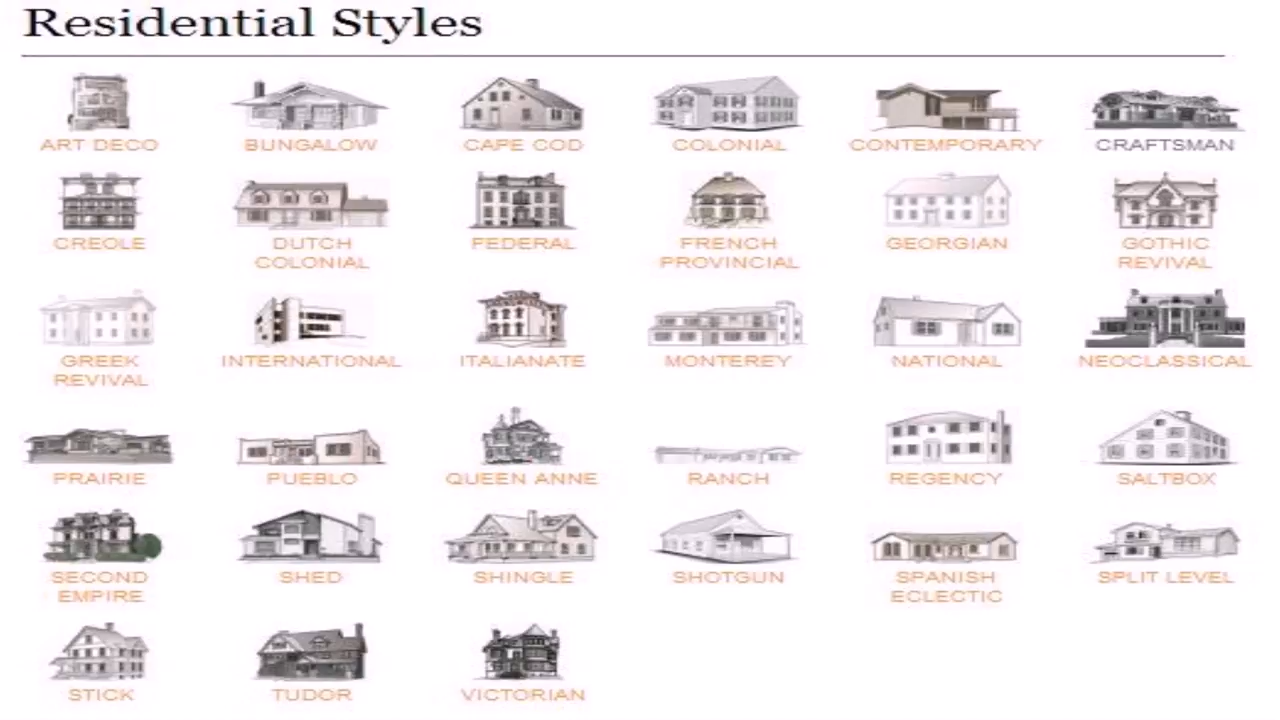 Residential Styles
ART DECO
BUNGALOW
CAPE COD
COLONIAL
CONTEMPORARY
CRAFTSMAN
CREOLE
DUTCH
COLONIAL
FEDERAL
FRENCH
PROVINCIAL
GEORGIAN
GOTHIC
REVIVAL
GREEK
REVIVAL
INTERNATIONAL
ITALIANATE
MONTEREY
NATIONAL
NEOCLASSICAL
PRAIRIE
PUEBLO
QUEEN ANNE
RANCH
REGENCY
SALTBOX
SECOND
EMPIRE
SHED
SHINGLE
SHOTGUN
SPANISH
ECLECTIC
SPLIT LEVEL
STICK
TUDOR
VICTORIAN